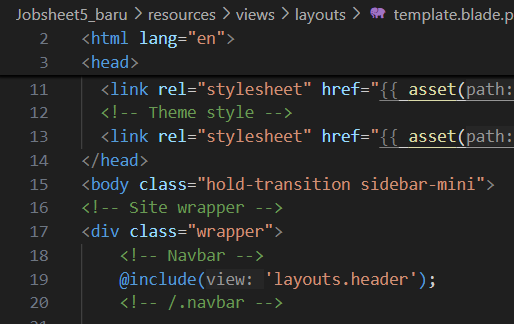 Jobsheet5_baru > resources > views > layouts > template.blade.p
2 <html lang="en">
3 <head>
11 <link rel="stylesheet" href="{{ asset(path:
12 <!-- Theme style -->
13 <link rel="stylesheet" href="{{ asset(path:
14 </head>
15 <body class="hold-transition sidebar-mini">
16 <!-- Site wrapper -->
17 <div class="wrapper">
18 <!-- Navbar -->
19 @include(view: 'layouts.header');
20 <!-- /.navbar -->